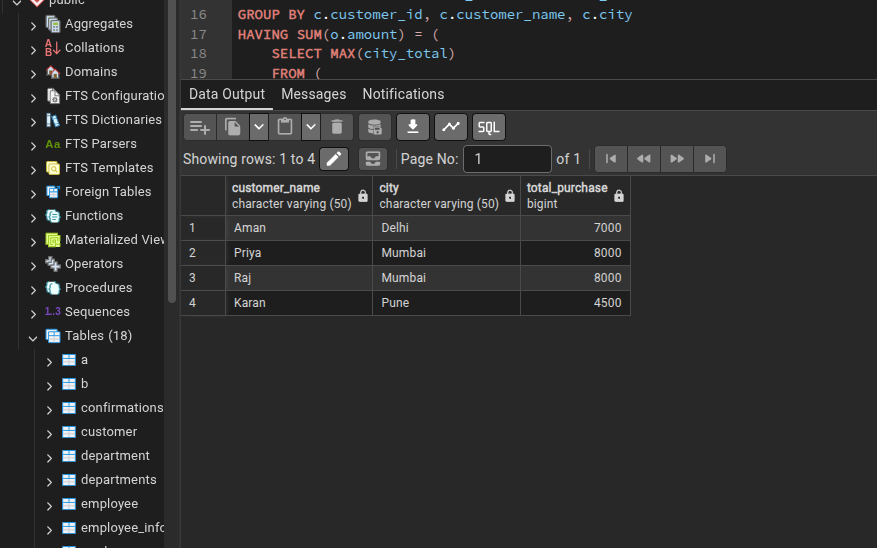 public
Aggregates
Collations
Domains
FTS Configuratio
FTS Dictionaries
Aa FTS Parsers
FTS Templates
Foreign Tables
Functions
Materialized View
Operators
Procedures
1..3 Sequences
Tables (18)
a
b
confirmations
customer
department
departments
employee
employee_info
16 GROUP BY c.customer_id, c.customer_name, c.city
17 HAVING SUM(o.amount) = (
18 SELECT MAX(city_total)
19 FROM (
Data Output Messages Notifications
SQL
Showing rows: 1 to 4 Page No: 1 of 1
customer_name city total_purchase
character varying (50) character varying (50) bigint
1 Aman Delhi 7000
2 Priya Mumbai 8000
3 Raj Mumbai 8000
4 Karan Pune 4500